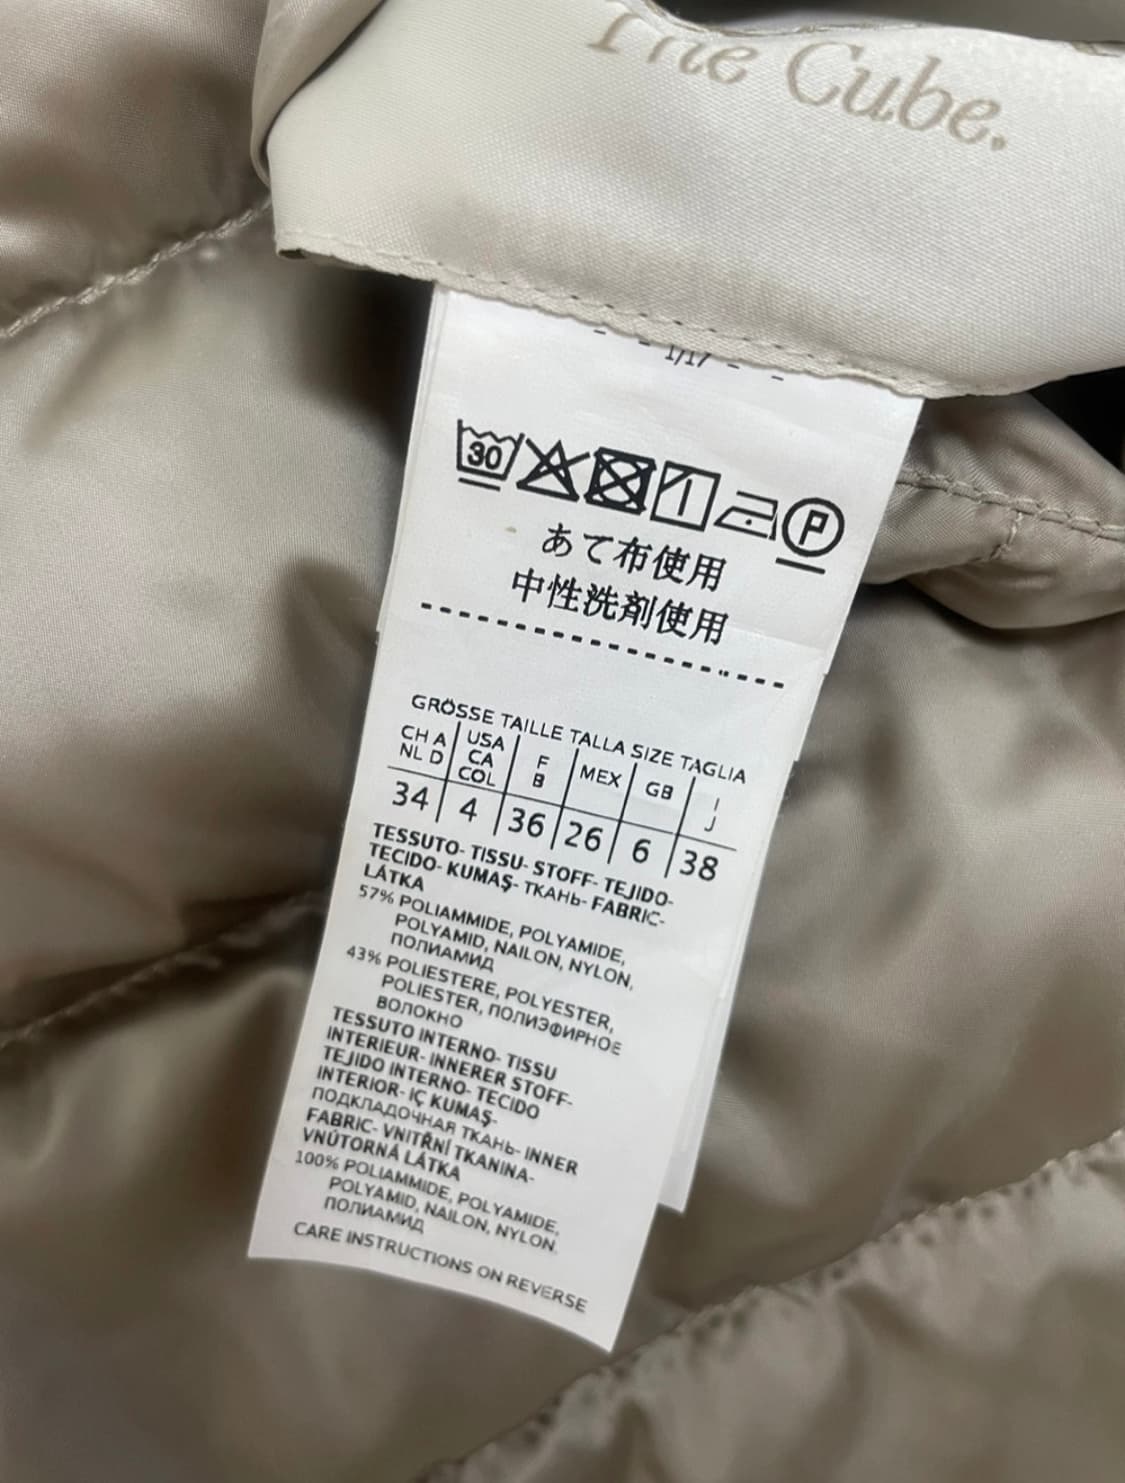 The Cube.
1/17
30 P
あて布使用
中性洗剤使用
GRÖSSE TAILLE TALLA SIZE TAGLIA
CH A NL D USA CA COL F B MEX GB I J
34 4 36 26 6 38
TESSUTO- TISSU- STOFF- TEJIDO-
TECIDO- KUMAŞ- ТКАНЬ- FABRIC-
LÁTKA
57% POLIAMMIDE, POLYAMIDE,
POLYAMID, NAILON, NYLON,
ПОЛИАМИД
43% POLIESTERE, POLYESTER,
POLIESTER, ПОЛИЭФИРНОЕ
ВОЛОКНО
TESSUTO INTERNO- TISSU
INTERIEUR- INNERER STOFF-
TEJIDO INTERNO- TECIDO
INTERIOR- IÇ KUMAŞ-
ПОДКЛАДОЧНАЯ ТКАНЬ- INNER
FABRIC- VNITŘNÍ TKANINA-
VNÚTORNÁ LÁTKA
100% POLIAMMIDE, POLYAMIDE,
POLYAMID, NAILON, NYLON,
ПОЛИАМИД
CARE INSTRUCTIONS ON REVERSE